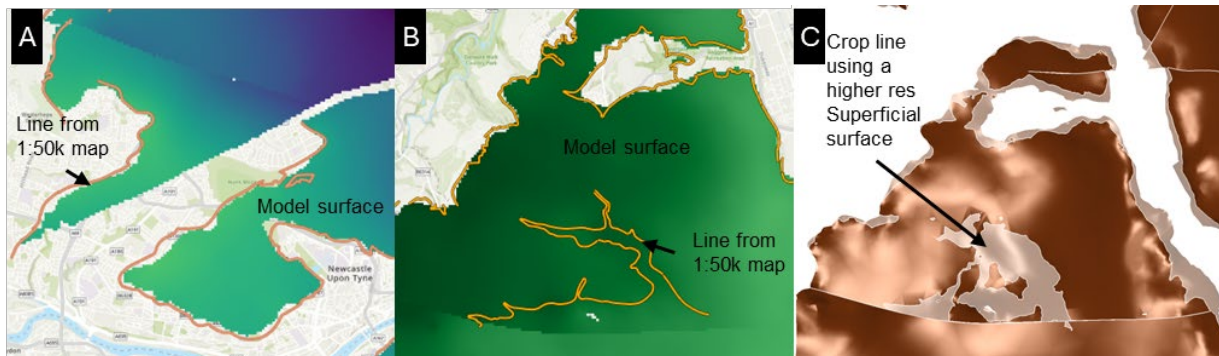 A
Line from
1:50k map
Model surface
Newcastle
Upon Tyne
B
Model surface
Line from
1:50k map
C
Crop line
using a
higher res
Superficial
surface